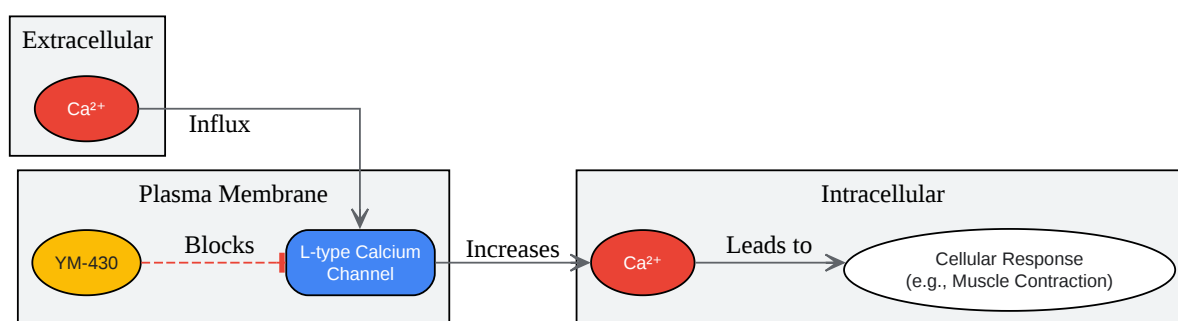 Extracellular
Ca²⁺
Influx
Plasma Membrane
Intracellular
YM-430
Blocks
L-type Calcium
Channel
Increases
Ca²⁺
Leads to
Cellular Response
(e.g., Muscle Contraction)